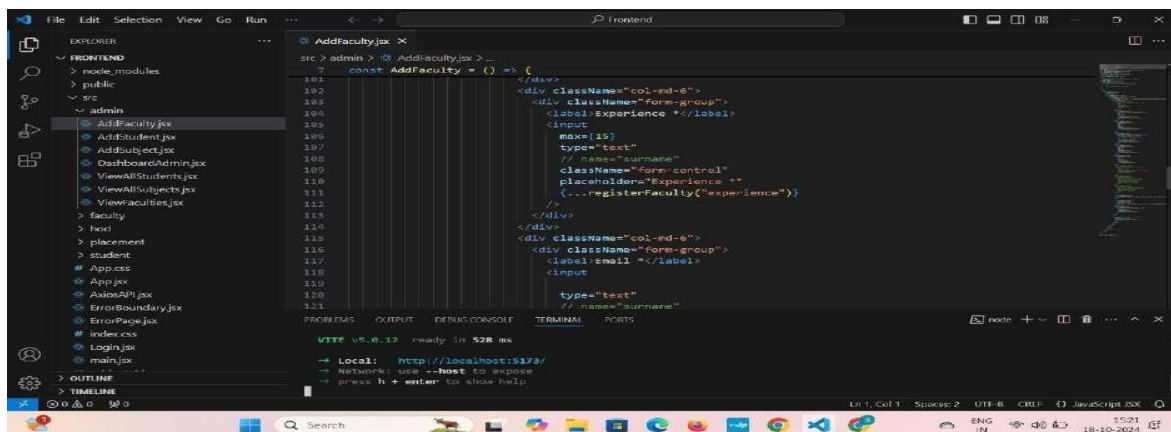 File Edit Selection View Go Run ... Frontend
EXPLORER ...
FRONTEND
> node_modules
> public
src
admin
AddFaculty.jsx
AddStudent.jsx
AddSubject.jsx
DashboardAdmin.jsx
ViewAllStudents.jsx
ViewAllSubjects.jsx
ViewFaculties.jsx
> faculty
> hod
> placement
> student
# App.css
App.jsx
AxiosAPI.jsx
ErrorBoundary.jsx
ErrorPage.jsx
# index.css
Login.jsx
main.jsx
> OUTLINE
> TIMELINE
AddFaculty.jsx ×
src > admin > AddFaculty.jsx > ...
7 const AddFaculty = () => {
101 </div>
102 <div className="col-md-6">
103 <div className="form-group">
104 <label>Experience *</label>
105 <input
106 max={15}
107 type="text"
108 // name="surname"
109 className="form-control"
110 placeholder="Experience *"
111 {...registerFaculty("experience")}
112 />
113 </div>
114 </div>
115 <div className="col-md-6">
116 <div className="form-group">
117 <label>Email *</label>
118 <input
119
120 type="text"
121 // name="surname"
PROBLEMS OUTPUT DEBUG CONSOLE TERMINAL PORTS node
VITE v5.0.12 ready in 528 ms
→ Local: http://localhost:5173/
→ Network: use --host to expose
→ press h + enter to show help
0 0 0 Ln 1, Col 1 Spaces: 2 UTF-8 CRLF {} JavaScript JSX
Search ENG IN 15:21 18-10-2024